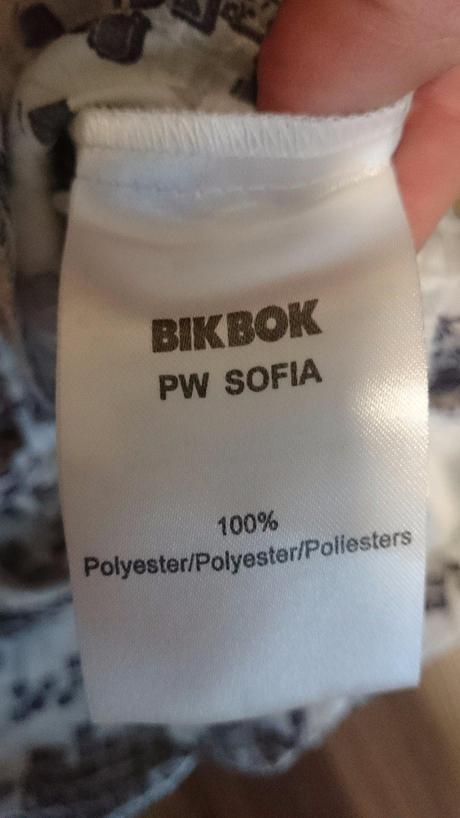 BIKBOK
PW SOFIA
100%
Polyester/Polyester/Poliesters